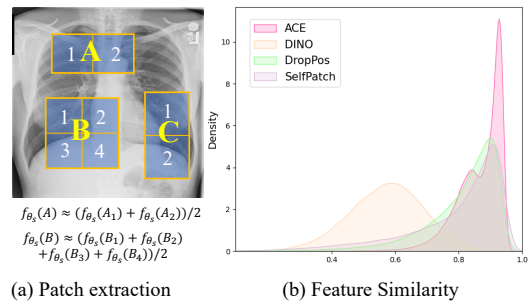 1 A 2
1 2
B
3 4
1
C
2
f_{θ_s}(A) ≈ (f_{θ_s}(A_1) + f_{θ_s}(A_2))/2
f_{θ_s}(B) ≈ (f_{θ_s}(B_1) + f_{θ_s}(B_2)
+f_{θ_s}(B_3) + f_{θ_s}(B_4))/2
(a) Patch extraction
ACE
DINO
DropPos
SelfPatch
Density
10
8
6
4
2
0
0.4 0.6 0.8 1.0
(b) Feature Similarity